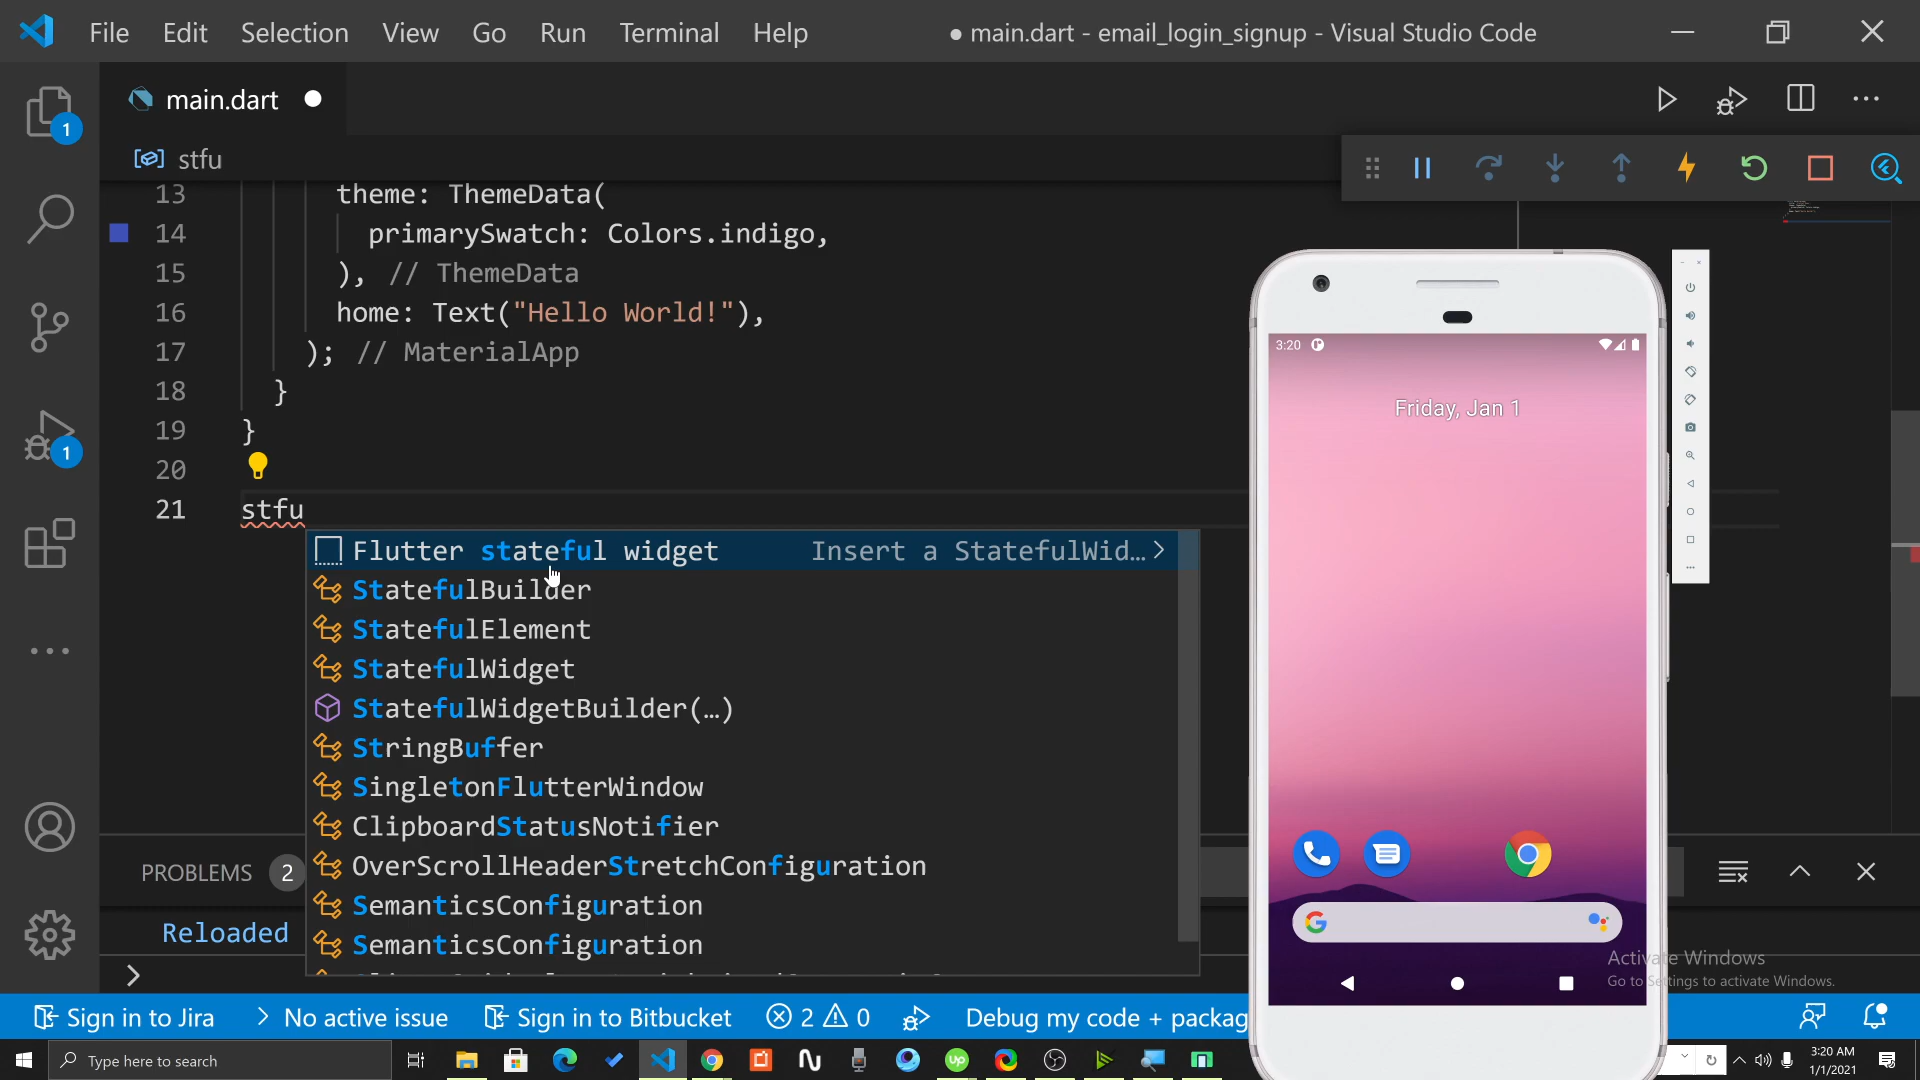 File Edit Selection View Go Run Terminal Help ● main.dart - email_login_signup - Visual Studio Code
main.dart
stfu
13 theme: ThemeData(
14 primarySwatch: Colors.indigo,
15 ), // ThemeData
16 home: Text("Hello World!"),
17 ); // MaterialApp
18 }
19 }
20
21 stfu
Flutter stateful widget Insert a StatefulWid...
StatefulBuilder
StatefulElement
StatefulWidget
StatefulWidgetBuilder(…)
StringBuffer
SingletonFlutterWindow
ClipboardStatusNotifier
OverScrollHeaderStretchConfiguration
SemanticsConfiguration
SemanticsConfiguration
1
1
PROBLEMS 2
Reloaded
3:20
Friday, Jan 1
Activate Windows
Go to Settings to activate Windows.
Sign in to Jira No active issue Sign in to Bitbucket 2 0 Debug my code + packag
Type here to search
up
3:20 AM
1/1/2021